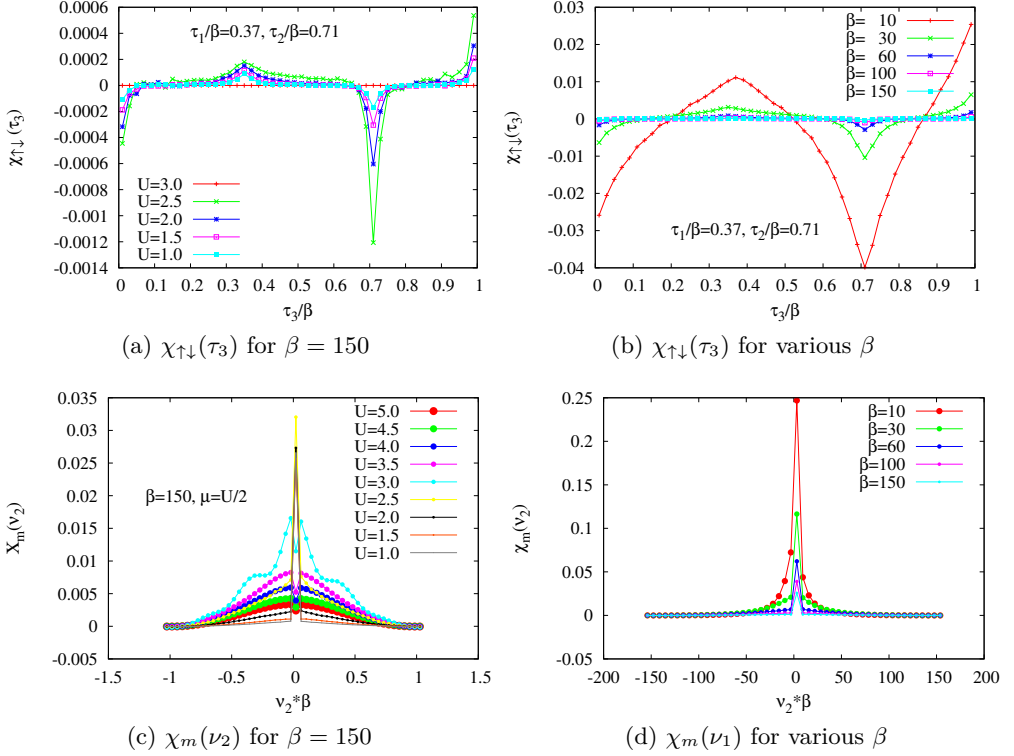 0.0006
0.0004
0.0002
0
-0.0002
-0.0004
-0.0006
-0.0008
-0.001
-0.0012
-0.0014
χ↑↓(τ3)
τ1/β=0.37, τ2/β=0.71
U=3.0
U=2.5
U=2.0
U=1.5
U=1.0
0 0.1 0.2 0.3 0.4 0.5 0.6 0.7 0.8 0.9 1
τ3/β
(a) χ↑↓(τ3) for β = 150
0.03
0.02
0.01
0
-0.01
-0.02
-0.03
-0.04
χ↑↓(τ3)
β= 10
β= 30
β= 60
β= 100
β= 150
τ1/β=0.37, τ2/β=0.71
0 0.1 0.2 0.3 0.4 0.5 0.6 0.7 0.8 0.9 1
τ3/β
(b) χ↑↓(τ3) for various β
0.035
0.03
0.025
0.02
0.015
0.01
0.005
0
-0.005
Xm(ν2)
β=150, μ=U/2
U=5.0
U=4.5
U=4.0
U=3.5
U=3.0
U=2.5
U=2.0
U=1.5
U=1.0
-1.5 -1 -0.5 0 0.5 1 1.5
ν2*β
(c) χm(ν2) for β = 150
0.25
0.2
0.15
0.1
0.05
0
-0.05
χm(ν2)
β=10
β=30
β=60
β=100
β=150
-200 -150 -100 -50 0 50 100 150 200
ν2*β
(d) χm(ν1) for various β